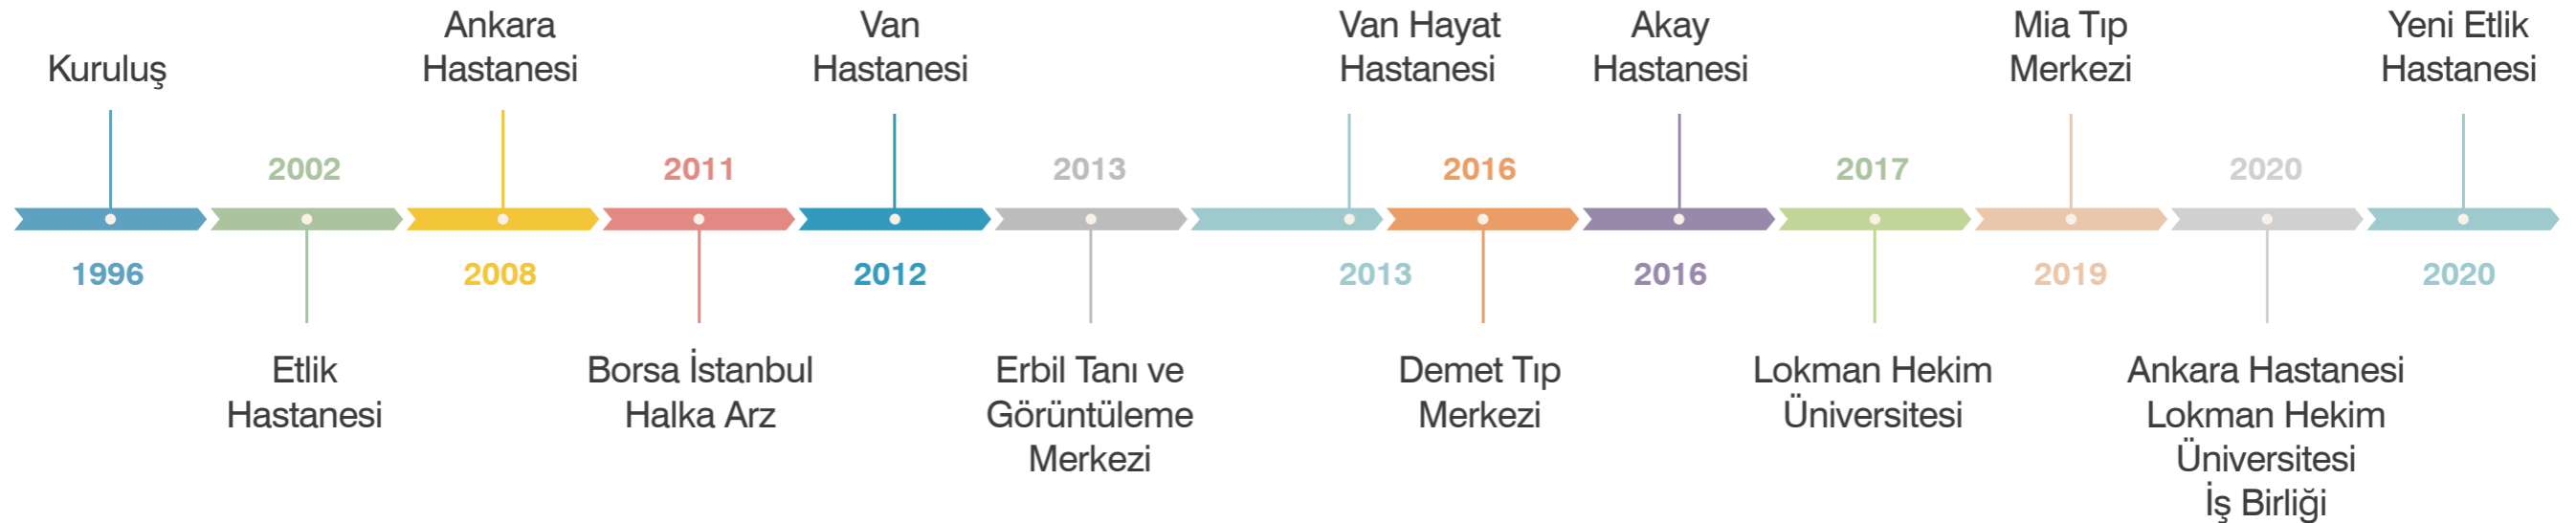 Kuruluş
1996
2002
Etlik
Hastanesi
Ankara
Hastanesi
2008
2011
Borsa İstanbul
Halka Arz
Van
Hastanesi
2012
2013
Erbil Tanı ve
Görüntüleme
Merkezi
Van Hayat
Hastanesi
2013
2016
Demet Tıp
Merkezi
Akay
Hastanesi
2016
2017
Lokman Hekim
Üniversitesi
Mia Tıp
Merkezi
2019
2020
Ankara Hastanesi
Lokman Hekim
Üniversitesi
İş Birliği
Yeni Etlik
Hastanesi
2020